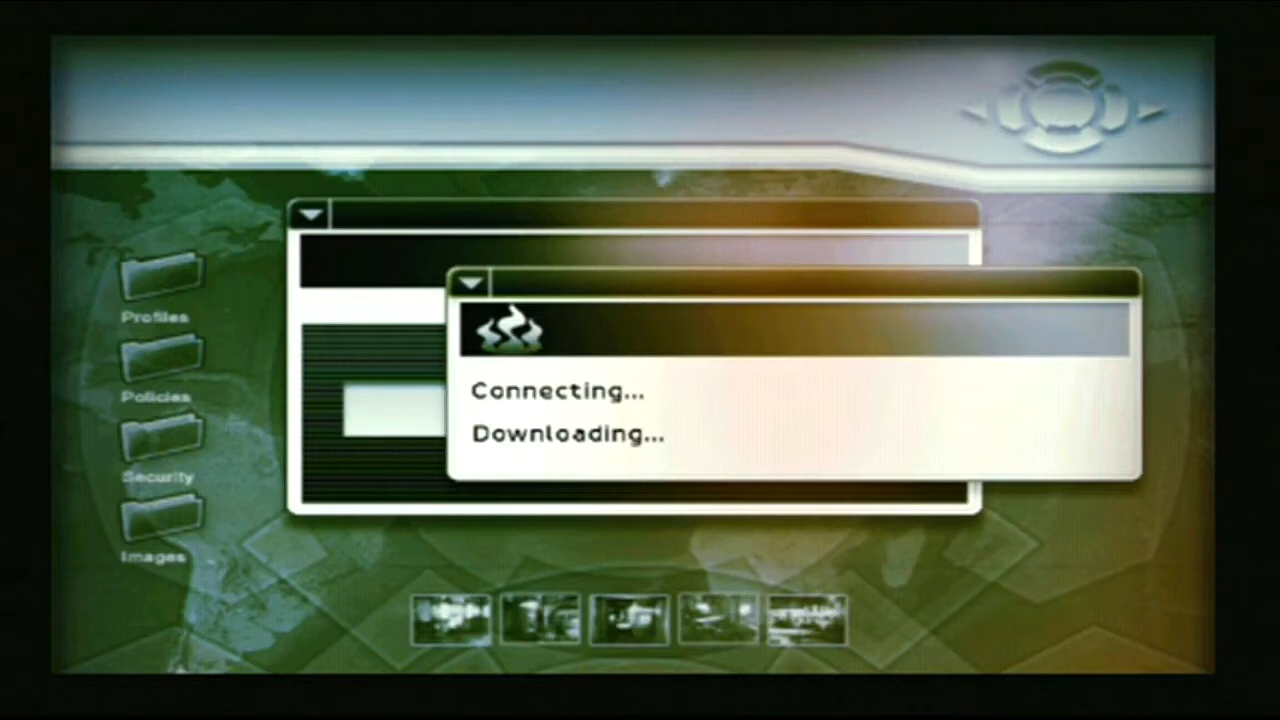 Profiles
Policies
Security
Images
Connecting...
Downloading...